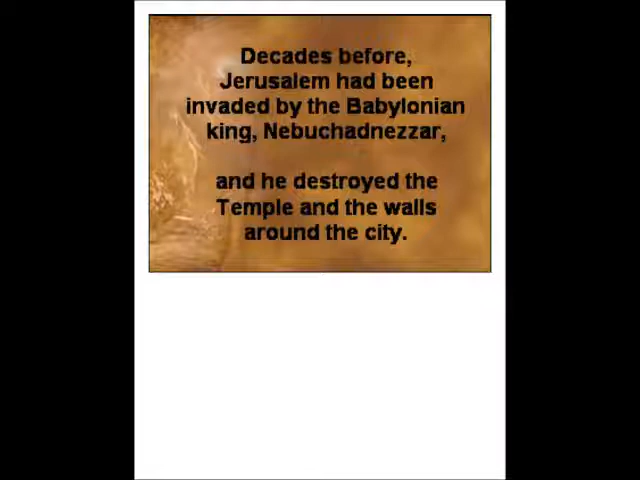 Decades before,
Jerusalem had been
invaded by the Babylonian
king, Nebuchadnezzar,
and he destroyed the
Temple and the walls
around the city.